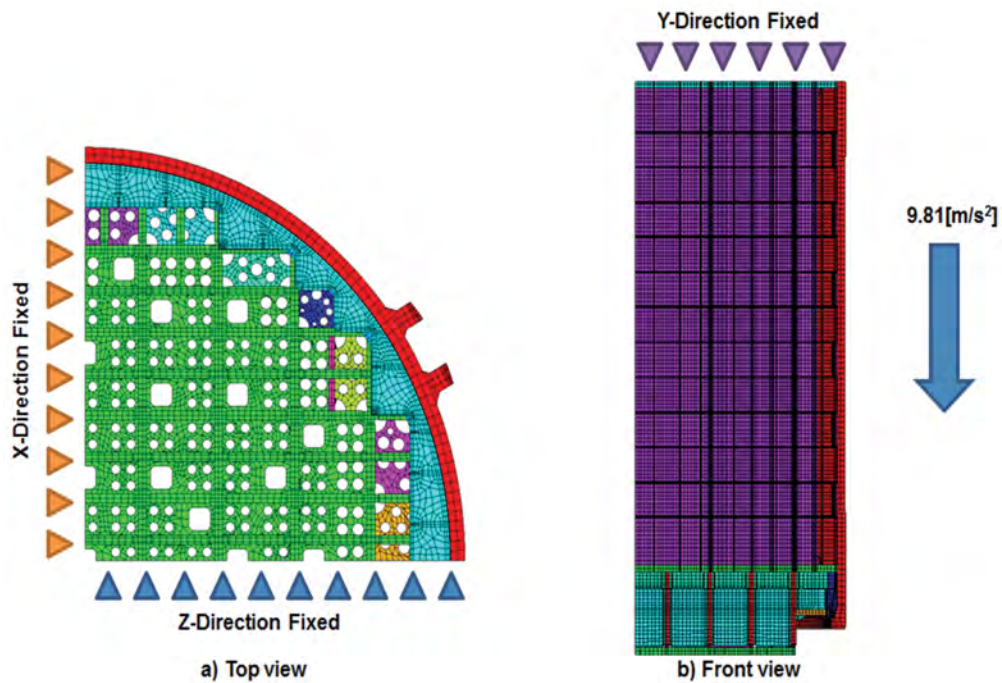 Y-Direction Fixed
9.81[m/s²]
X-Direction Fixed
Z-Direction Fixed
a) Top view
b) Front view